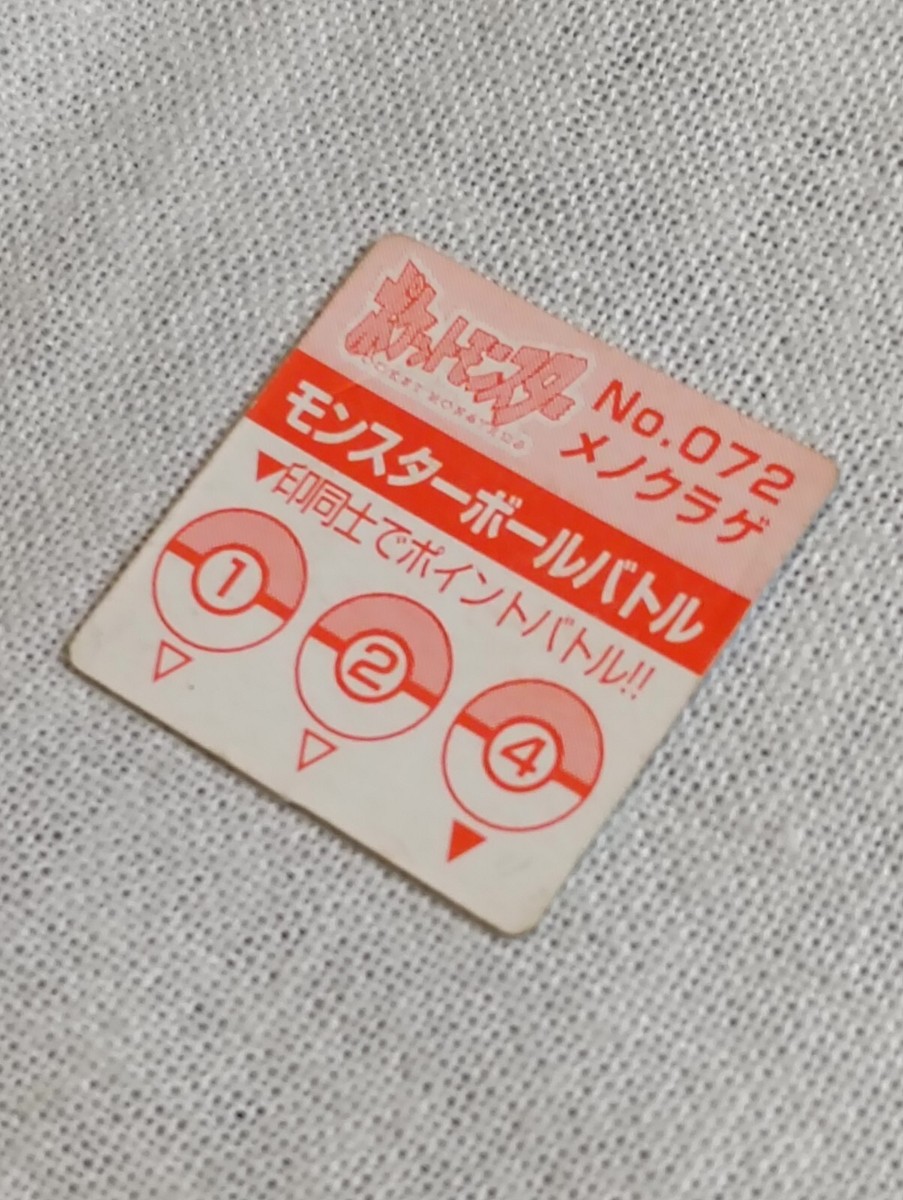 ポケットモンスター
POCKET MONSTERS
No.072
メノクラゲ
モンスターボールバトル
▼印同士でポイントバトル!!
1 2 4